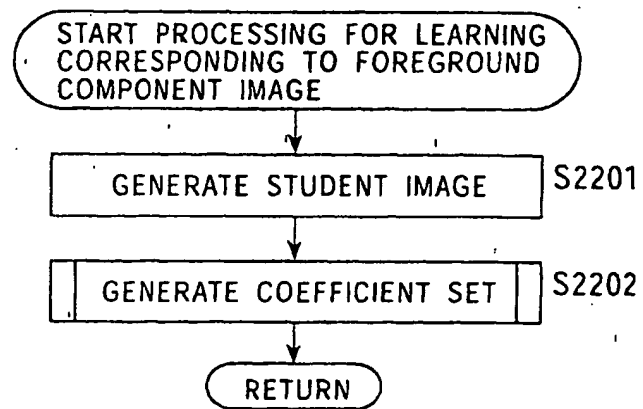 START PROCESSING FOR LEARNING
CORRESPONDING TO FOREGROUND
COMPONENT IMAGE
GENERATE STUDENT IMAGE
S2201
GENERATE COEFFICIENT SET
S2202
RETURN